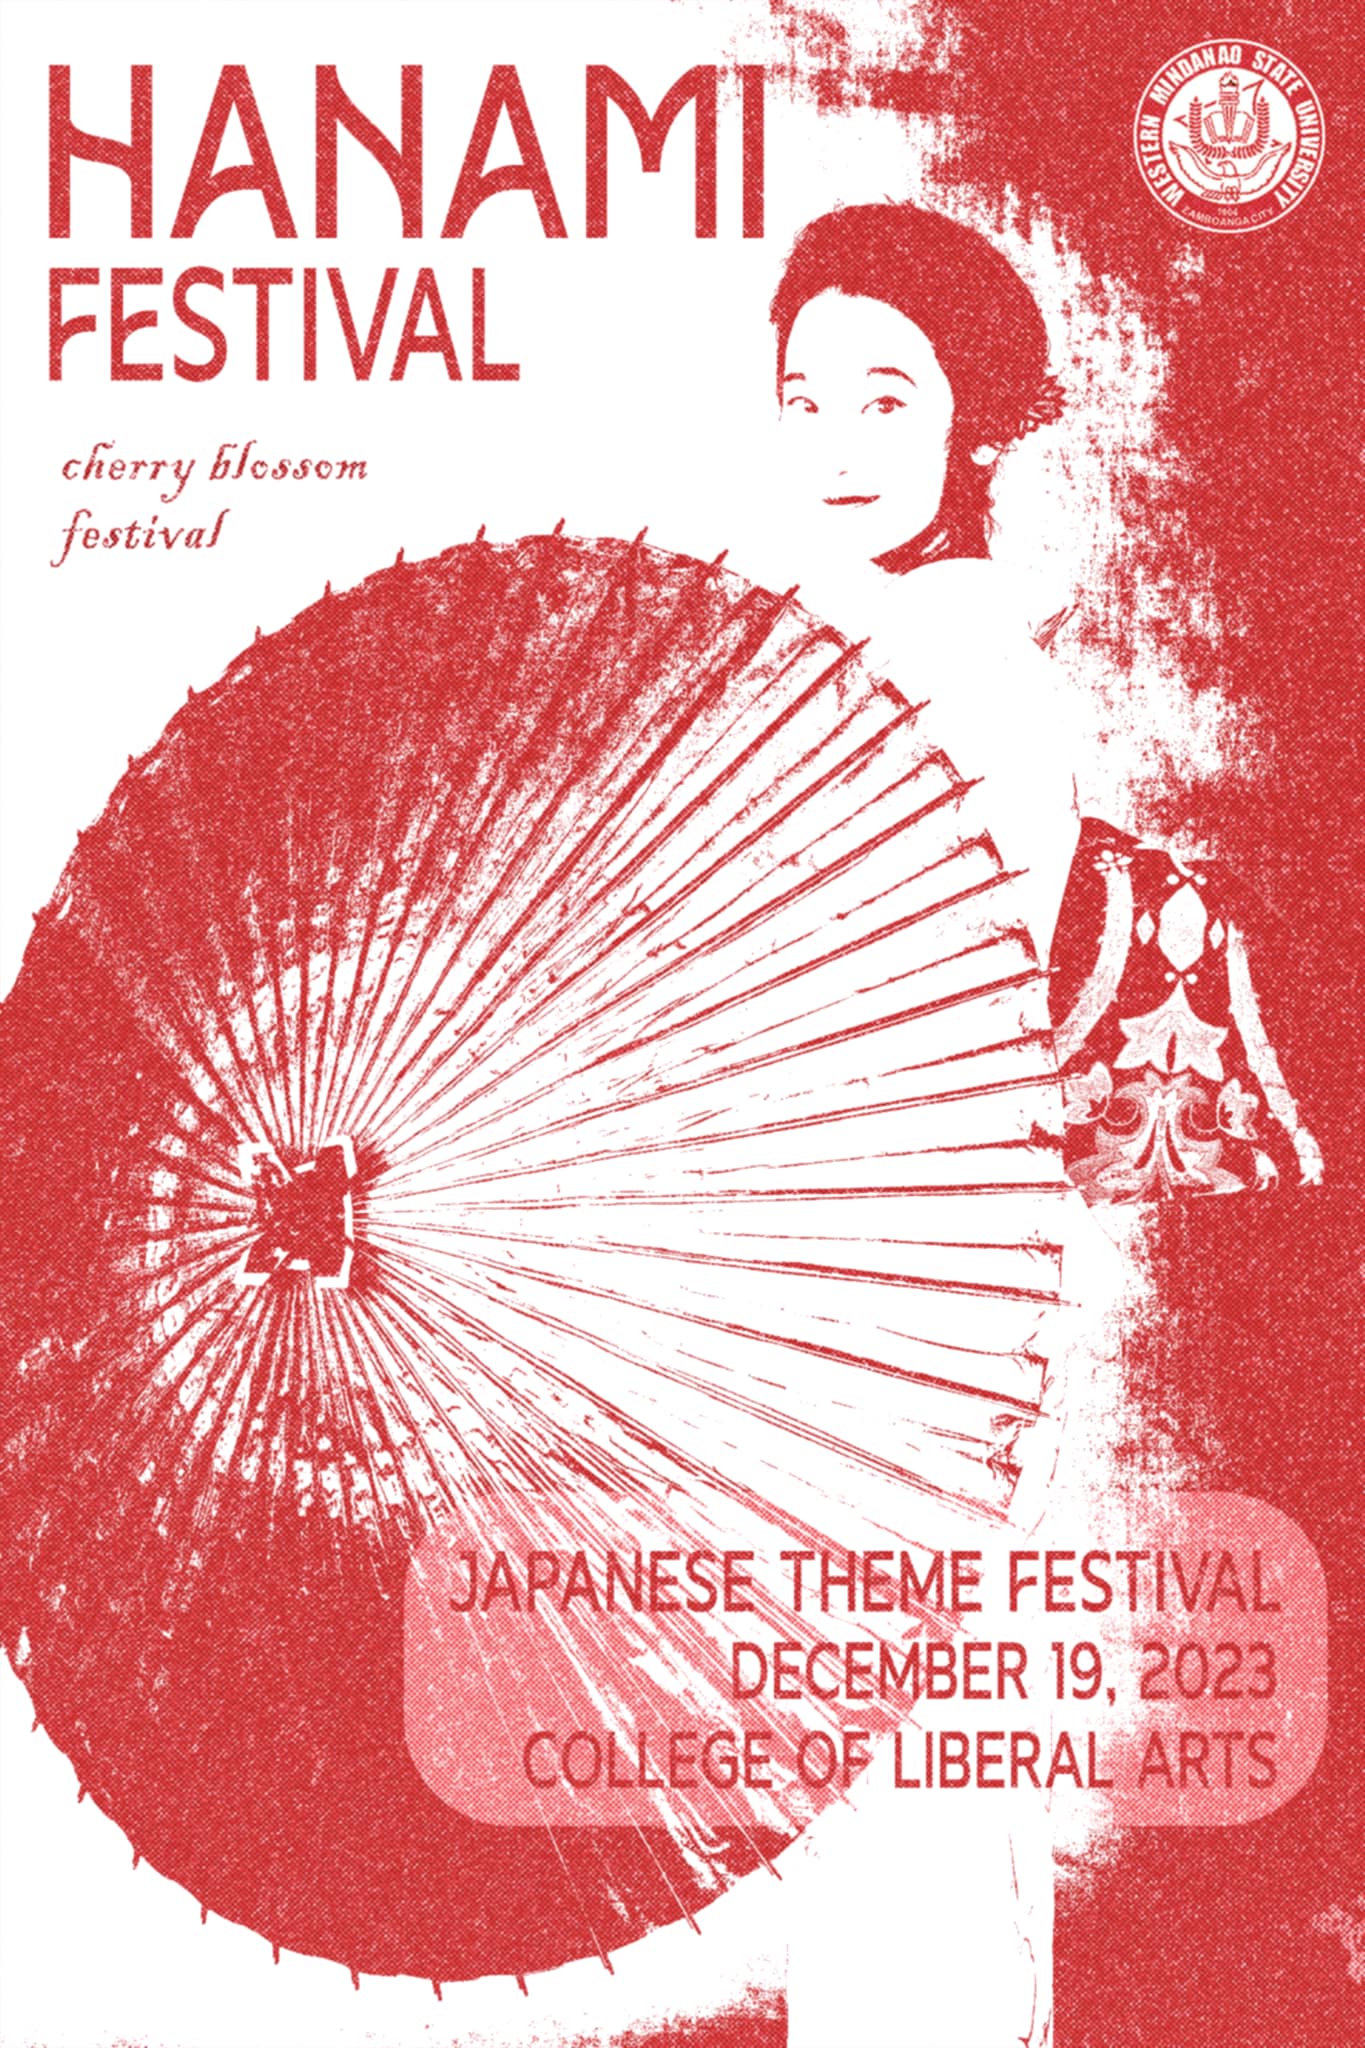 HANAMI
FESTIVAL
cherry blossom
festival
WESTERN MINDANAO STATE UNIVERSITY
1904
ZAMBOANGA CITY
JAPANESE THEME FESTIVAL
DECEMBER 19, 2023
COLLEGE OF LIBERAL ARTS